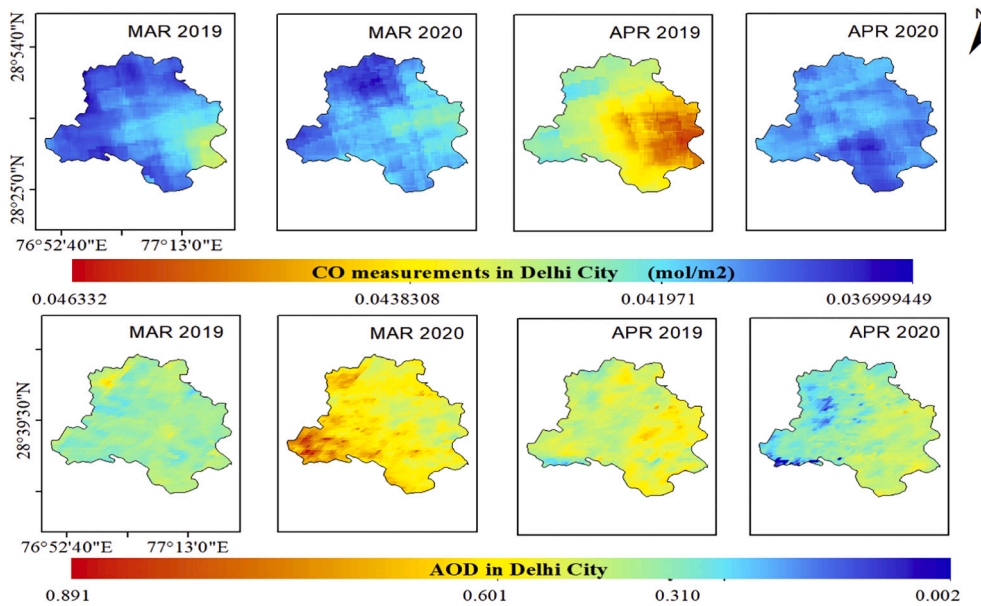 MAR 2019
MAR 2020
APR 2019
APR 2020
N
28°54'0"N
28°25'0"N
76°52'40"E 77°13'0"E
CO measurements in Delhi City (mol/m2)
0.046332 0.0438308 0.041971 0.036999449
MAR 2019
MAR 2020
APR 2019
APR 2020
28°39'30"N
76°52'40"E 77°13'0"E
AOD in Delhi City
0.891 0.601 0.310 0.002